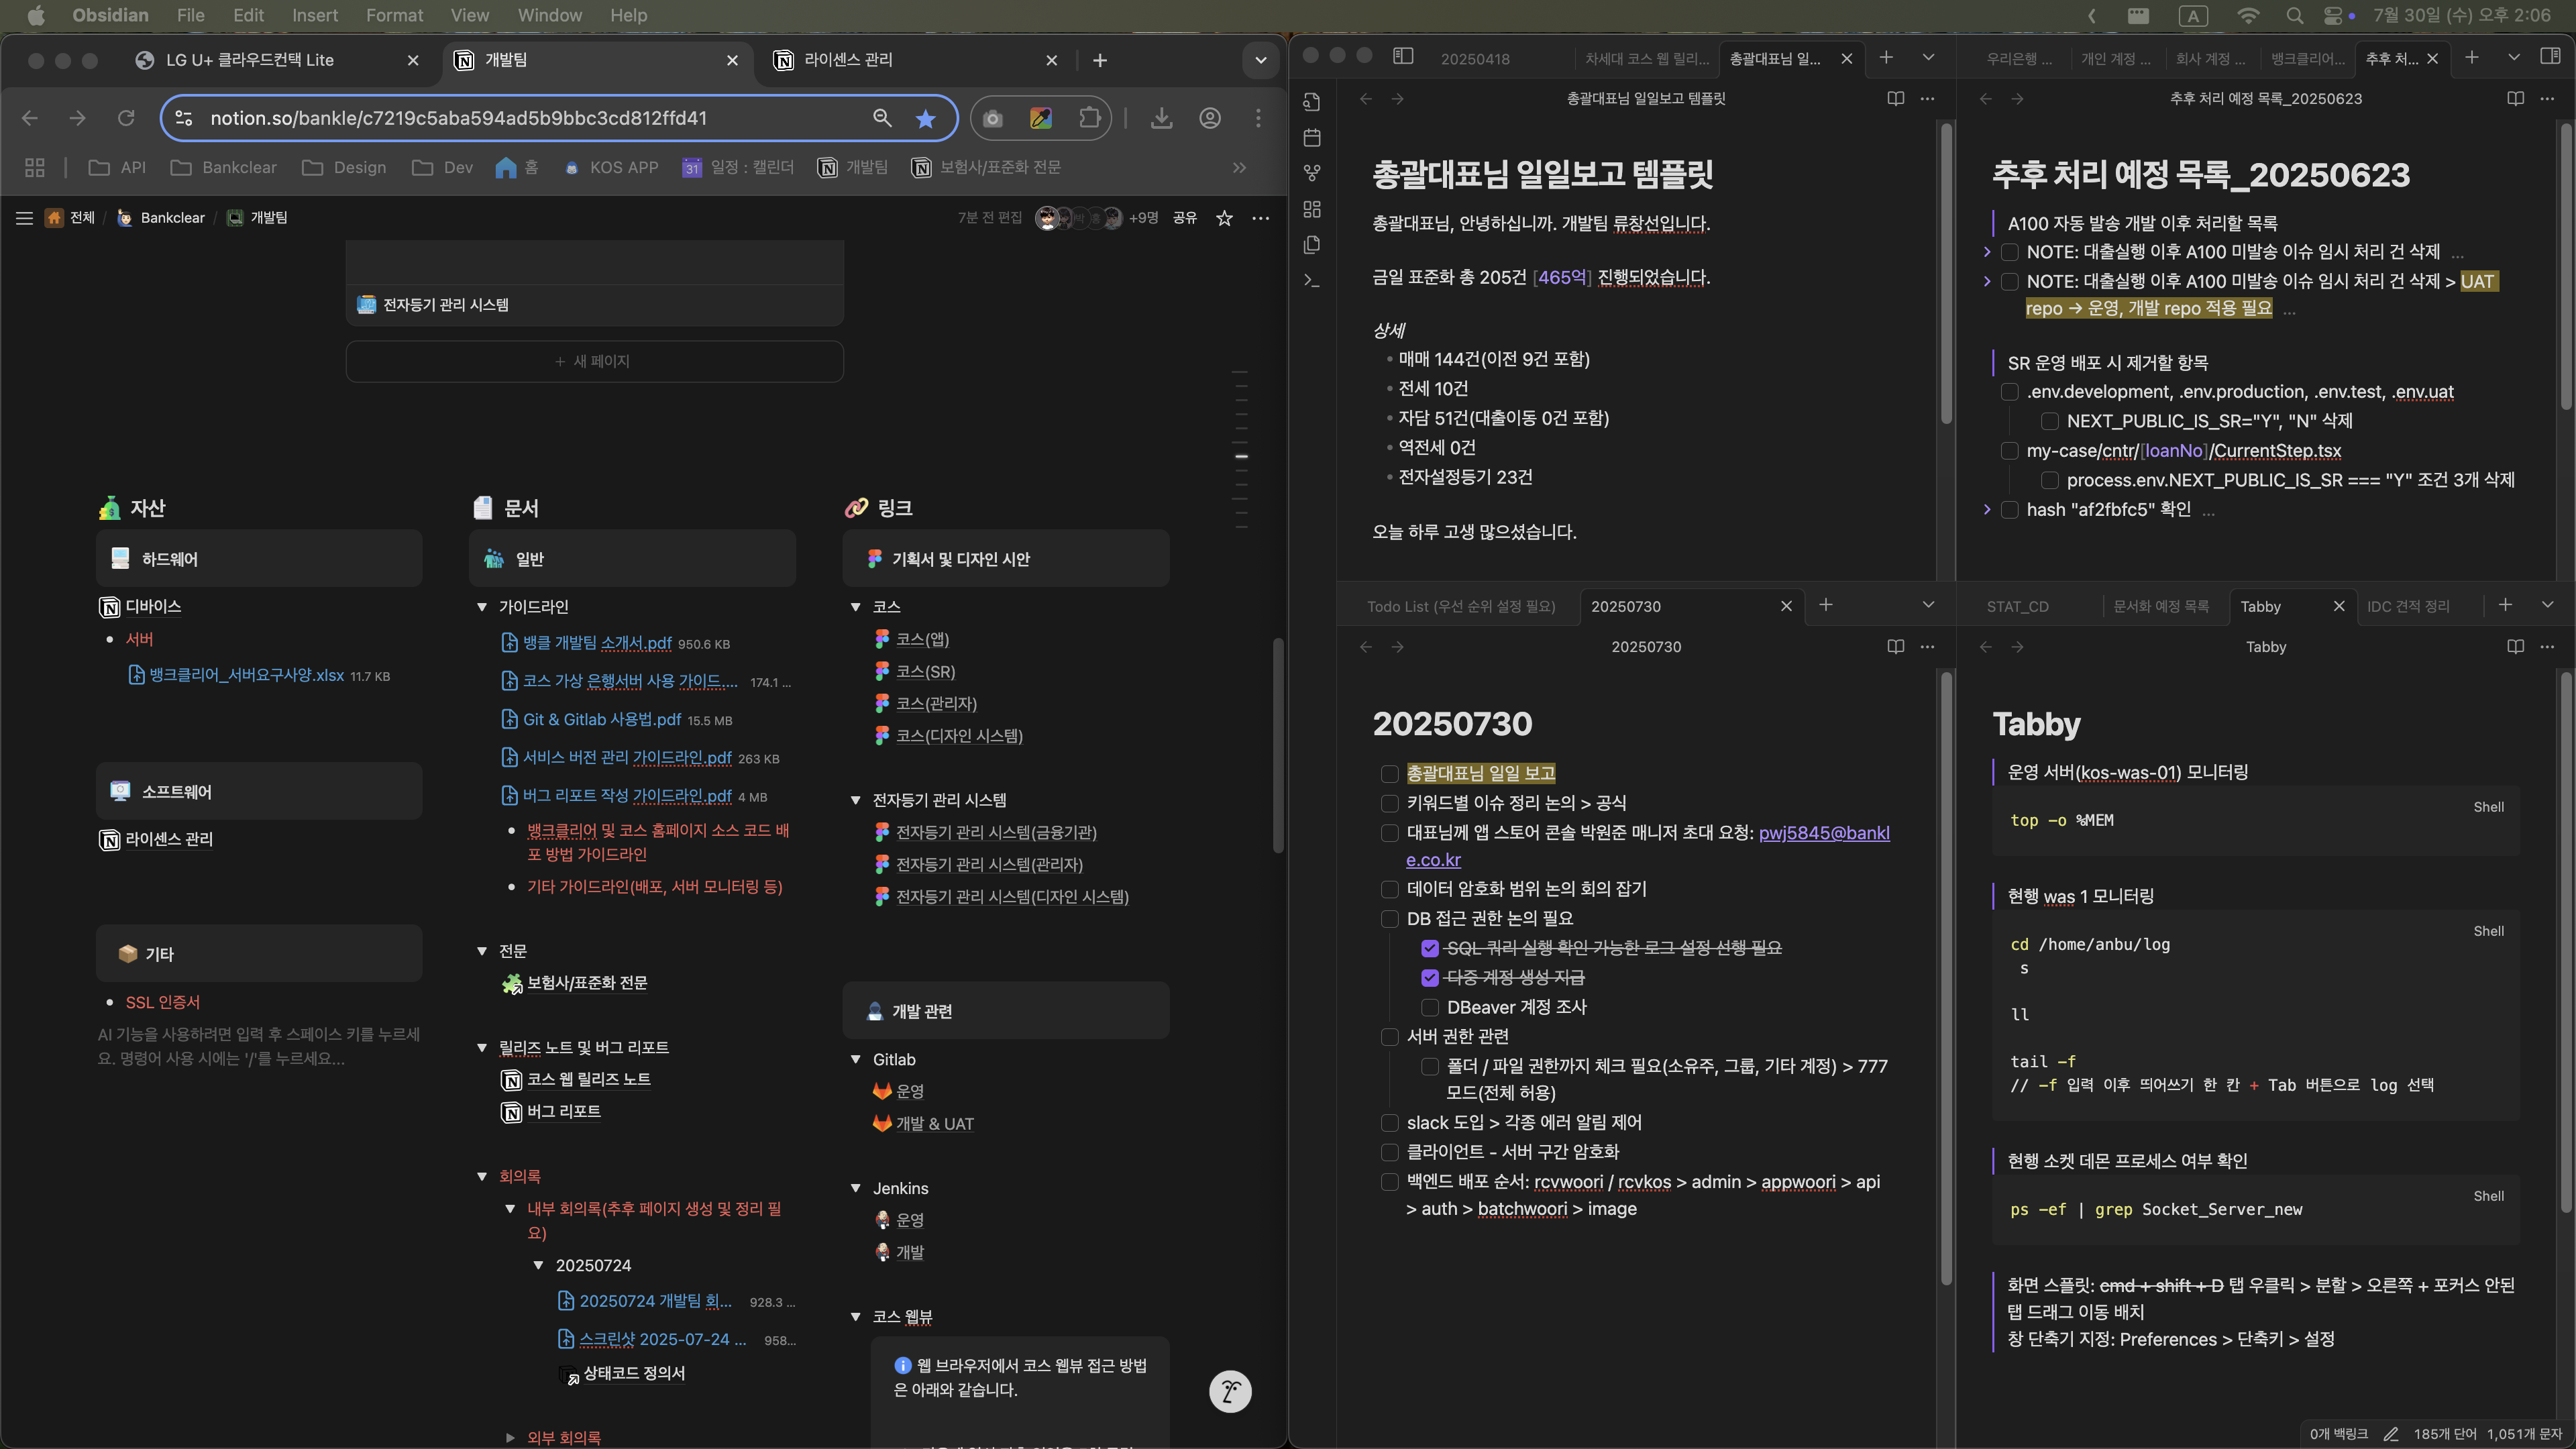 Obsidian File Edit Insert Format View Window Help
A 7월 30일 (수) 오후 2:06
LG U+ 클라우드컨택 Lite
개발팀
라이센스 관리
notion.so/bankle/c7219c5aba594ad5b9bbc3cd812ffd41
API Bankclear Design Dev 홈 KOS APP 일정 : 캘린더 개발팀 보험사/표준화 전문
전체 / Bankclear / 개발팀
7분 전 편집 +9명 공유
전자등기 관리 시스템
+ 새 페이지
자산
하드웨어
디바이스
서버
뱅크클리어_서버요구사양.xlsx 11.7 KB
소프트웨어
라이센스 관리
기타
SSL 인증서
AI 기능을 사용하려면 입력 후 스페이스 키를 누르세
요. 명령어 사용 시에는 '/'를 누르세요...
문서
일반
가이드라인
뱅클 개발팀 소개서.pdf 950.6 KB
코스 가상 은행서버 사용 가이드.... 174.1 ...
Git & Gitlab 사용법.pdf 15.5 MB
서비스 버전 관리 가이드라인.pdf 263 KB
버그 리포트 작성 가이드라인.pdf 4 MB
뱅크클리어 및 코스 홈페이지 소스 코드 배
포 방법 가이드라인
기타 가이드라인(배포, 서버 모니터링 등)
전문
보험사/표준화 전문
릴리즈 노트 및 버그 리포트
코스 웹 릴리즈 노트
버그 리포트
회의록
내부 회의록(추후 페이지 생성 및 정리 필
요)
20250724
20250724 개발팀 회... 928.3 ...
스크린샷 2025-07-24 ... 958...
상태코드 정의서
외부 회의록
링크
기획서 및 디자인 시안
코스
코스(앱)
코스(SR)
코스(관리자)
코스(디자인 시스템)
전자등기 관리 시스템
전자등기 관리 시스템(금융기관)
전자등기 관리 시스템(관리자)
전자등기 관리 시스템(디자인 시스템)
개발 관련
Gitlab
운영
개발 & UAT
Jenkins
운영
개발
코스 웹뷰
웹 브라우저에서 코스 웹뷰 접근 방법
은 아래와 같습니다.
20250418
차세대 코스 웹 릴리...
총괄대표님 일...
총괄대표님 일일보고 템플릿
총괄대표님 일일보고 템플릿
총괄대표님, 안녕하십니까. 개발팀 류창선입니다.
금일 표준화 총 205건 [465억] 진행되었습니다.
상세
매매 144건(이전 9건 포함)
전세 10건
자담 51건(대출이동 0건 포함)
역전세 0건
전자설정등기 23건
오늘 하루 고생 많으셨습니다.
우리은행 ...
개인 계정 ...
회사 계정 ...
뱅크클리어...
추후 처...
추후 처리 예정 목록_20250623
추후 처리 예정 목록_20250623
A100 자동 발송 개발 이후 처리할 목록
NOTE: 대출실행 이후 A100 미발송 이슈 임시 처리 건 삭제 ...
NOTE: 대출실행 이후 A100 미발송 이슈 임시 처리 건 삭제 > UAT
repo → 운영, 개발 repo 적용 필요 ...
SR 운영 배포 시 제거할 항목
.env.development, .env.production, .env.test, .env.uat
NEXT_PUBLIC_IS_SR="Y", "N" 삭제
my-case/cntr/[loanNo]/CurrentStep.tsx
process.env.NEXT_PUBLIC_IS_SR === "Y" 조건 3개 삭제
hash "af2fbfc5" 확인 ...
Todo List (우선 순위 설정 필요)
20250730
20250730
20250730
총괄대표님 일일 보고
키워드별 이슈 정리 논의 > 공식
대표님께 앱 스토어 콘솔 박원준 매니저 초대 요청: pwj5845@bankl
e.co.kr
데이터 암호화 범위 논의 회의 잡기
DB 접근 권한 논의 필요
SQL 쿼리 실행 확인 가능한 로그 설정 선행 필요
다중 계정 생성 지급
DBeaver 계정 조사
서버 권한 관련
폴더 / 파일 권한까지 체크 필요(소유주, 그룹, 기타 계정) > 777
모드(전체 허용)
slack 도입 > 각종 에러 알림 제어
클라이언트 - 서버 구간 암호화
백엔드 배포 순서: rcvwoori / rcvkos > admin > appwoori > api
> auth > batchwoori > image
STAT_CD
문서화 예정 목록
Tabby
IDC 견적 정리
Tabby
Tabby
운영 서버(kos-was-01) 모니터링
Shell
top -o %MEM
현행 was 1 모니터링
Shell
cd /home/anbu/log
s
ll
tail -f
// -f 입력 이후 띄어쓰기 한 칸 + Tab 버튼으로 log 선택
현행 소켓 데몬 프로세스 여부 확인
Shell
ps -ef | grep Socket_Server_new
화면 스플릿: cmd + shift + D 탭 우클릭 > 분할 > 오른쪽 + 포커스 안된
탭 드래그 이동 배치
창 단축기 지정: Preferences > 단축키 > 설정
0개 백링크 185개 단어 1,051개 문자